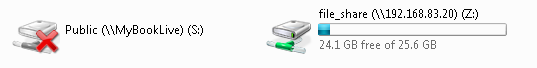 Public (\\MyBookLive) (S:)
file_share (\\192.168.83.20) (Z:)
24.1 GB free of 25.6 GB